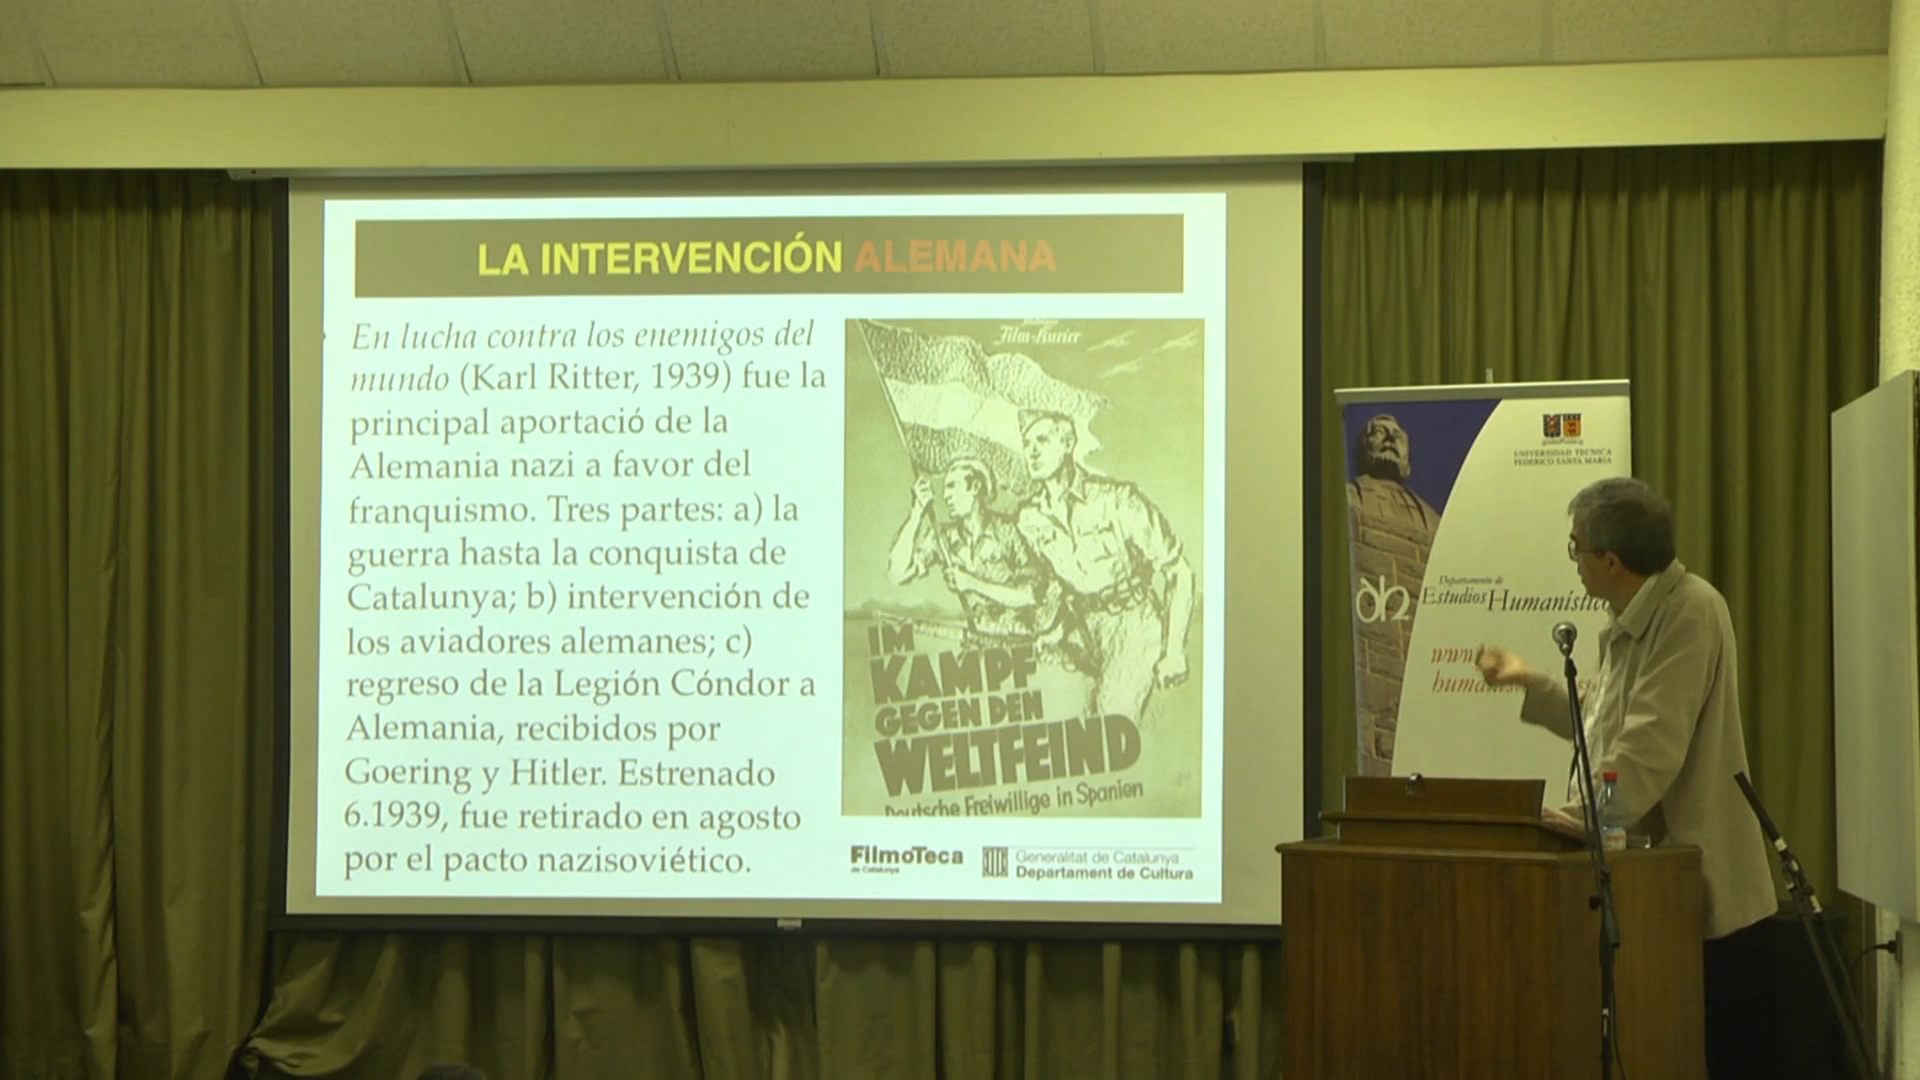 LA INTERVENCIÓN ALEMANA
En lucha contra los enemigos del
mundo (Karl Ritter, 1939) fue la
principal aportació de la
Alemania nazi a favor del
franquismo. Tres partes: a) la
guerra hasta la conquista de
Catalunya; b) intervención de
los aviadores alemanes; c)
regreso de la Legión Cóndor a
Alemania, recibidos por
Goering y Hitler. Estrenado
6.1939, fue retirado en agosto
por el pacto nazisoviético.
Film-Kurier
IM
KAMPF
GEGEN DEN
WELTFEIND
Deutsche Freiwillige in Spanien
FilmoTeca
de Catalunya
Generalitat de Catalunya
Departament de Cultura
UNIVERSIDAD TECNICA
FEDERICO SANTA MARIA
Departamento de
Estudios Humanístico
www